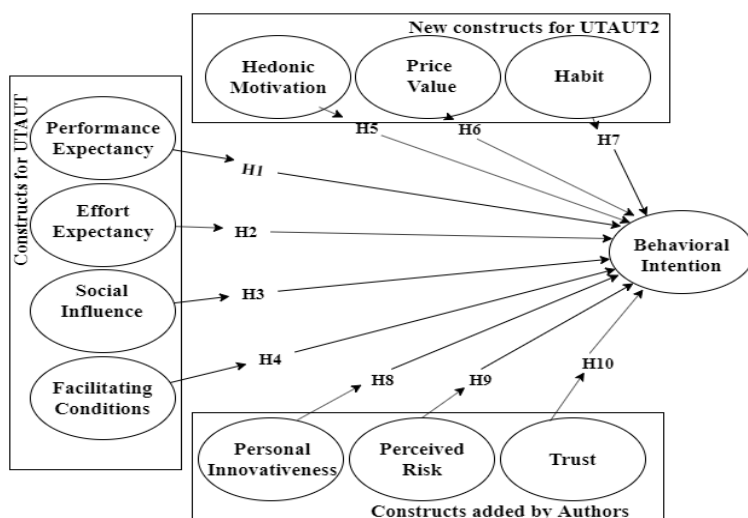 New constructs for UTAUT2
Hedonic
Motivation
Price
Value
Habit
H5
H6
H7
Constructs for UTAUT
Performance
Expectancy
H1
Effort
Expectancy
H2
Social
Influence
H3
Facilitating
Conditions
H4
Behavioral
Intention
H8
H9
H10
Personal
Innovativeness
Perceived
Risk
Trust
Constructs added by Authors